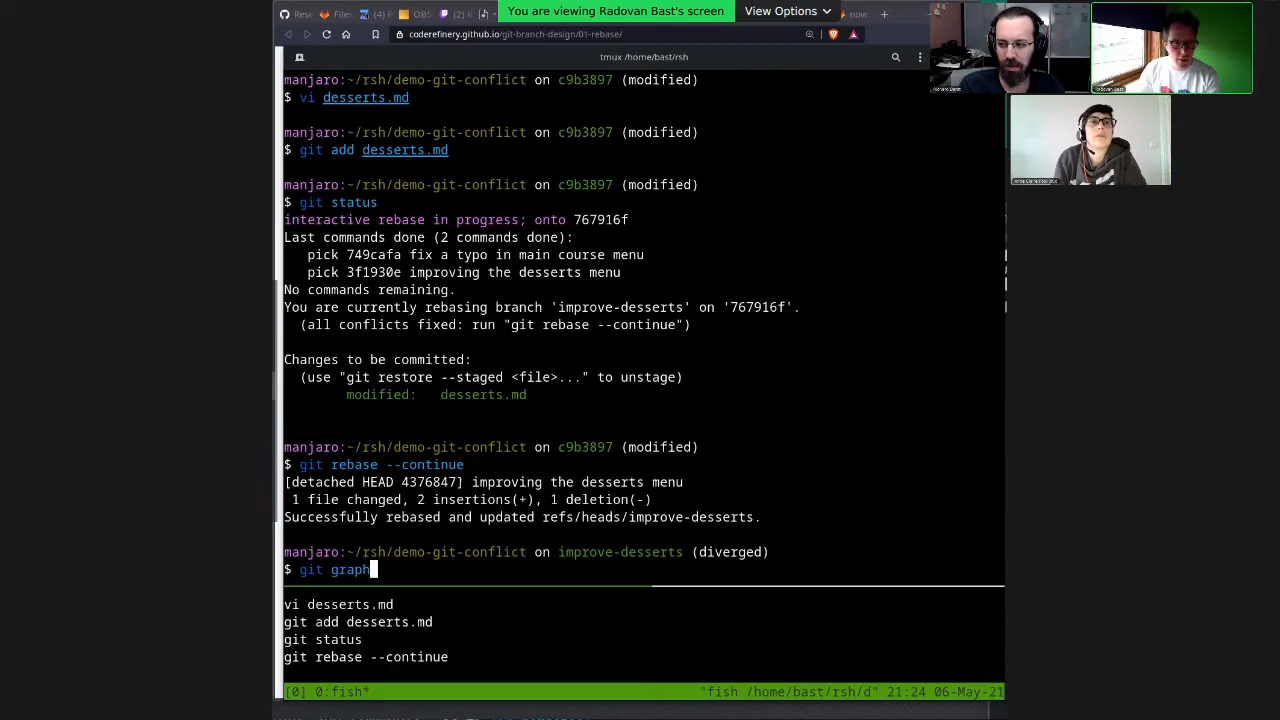 Rese
Files
(4) F
OBS
(2) R
now
You are viewing Radovan Bast's screen
View Options
coderefinery.github.io/git-branch-design/01-rebase/
tmux /home/bast/rsh
manjaro:~/rsh/demo-git-conflict on c9b3897 (modified)
$ vi desserts.md
manjaro:~/rsh/demo-git-conflict on c9b3897 (modified)
$ git add desserts.md
manjaro:~/rsh/demo-git-conflict on c9b3897 (modified)
$ git status
interactive rebase in progress; onto 767916f
Last commands done (2 commands done):
pick 749cafa fix a typo in main course menu
pick 3f1930e improving the desserts menu
No commands remaining.
You are currently rebasing branch 'improve-desserts' on '767916f'.
(all conflicts fixed: run "git rebase --continue")
Changes to be committed:
(use "git restore --staged <file>..." to unstage)
modified: desserts.md
manjaro:~/rsh/demo-git-conflict on c9b3897 (modified)
$ git rebase --continue
[detached HEAD 4376847] improving the desserts menu
1 file changed, 2 insertions(+), 1 deletion(-)
Successfully rebased and updated refs/heads/improve-desserts.
manjaro:~/rsh/demo-git-conflict on improve-desserts (diverged)
$ git graph
vi desserts.md
git add desserts.md
git status
git rebase --continue
[0] 0:fish* "fish /home/bast/rsh/d" 21:24 06-May-21
Radovan Bast